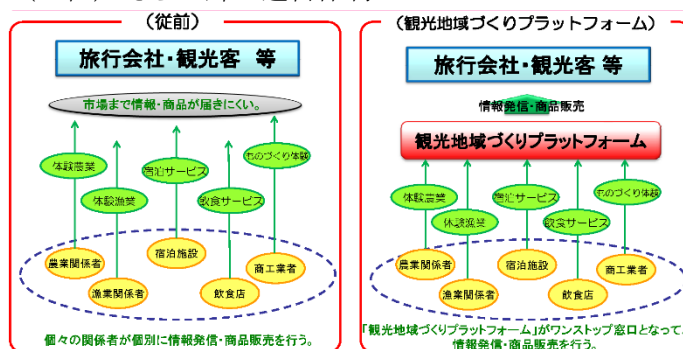 (従前)
旅行会社・観光客 等
市場まで情報・商品が届きにくい。
体験農業
体験漁業
宿泊サービス
飲食サービス
ものづくり体験
農業関係者
漁業関係者
宿泊施設
飲食店
商工業者
個々の関係者が個別に情報発信・商品販売を行う。
(観光地域づくりプラットフォーム)
旅行会社・観光客 等
情報発信・商品販売
観光地域づくりプラットフォーム
体験農業
体験漁業
宿泊サービス
飲食サービス
ものづくり体験
農業関係者
漁業関係者
宿泊施設
飲食店
商工業者
「観光地域づくりプラットフォーム」がワンストップ窓口となって、
情報発信・商品販売を行う。